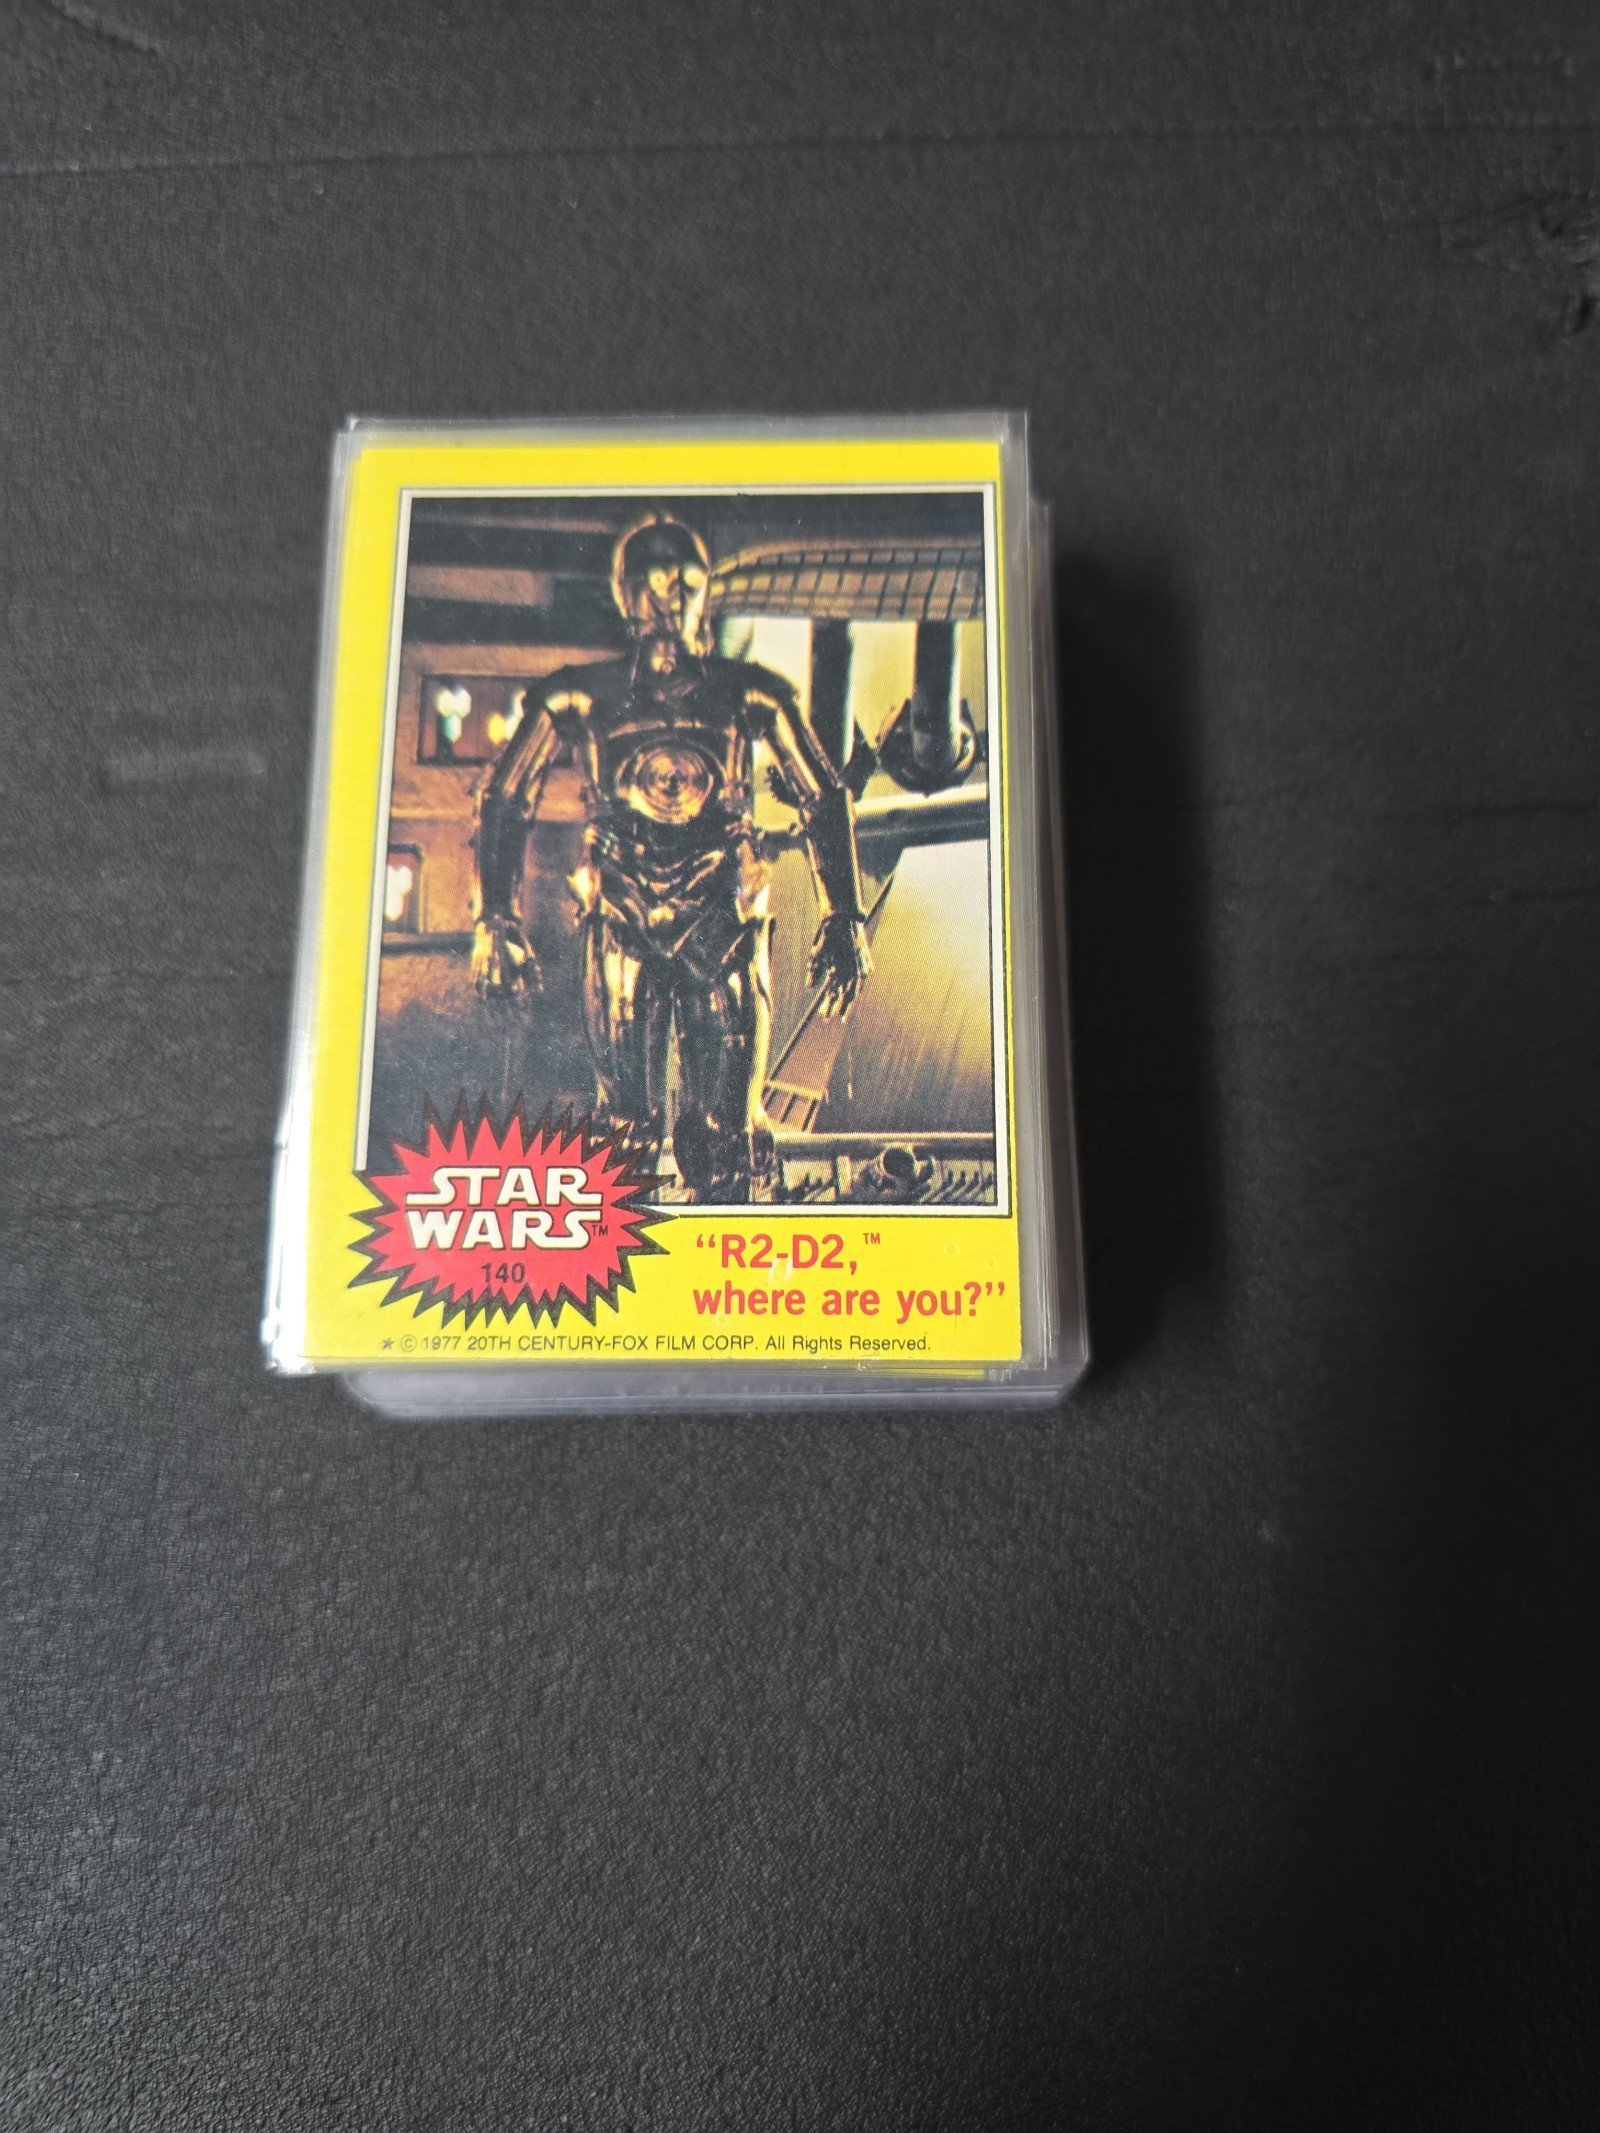 STAR
WARS™
140
“R2-D2,™
where are you?”
★ © 1977 20TH CENTURY-FOX FILM CORP. All Rights Reserved.